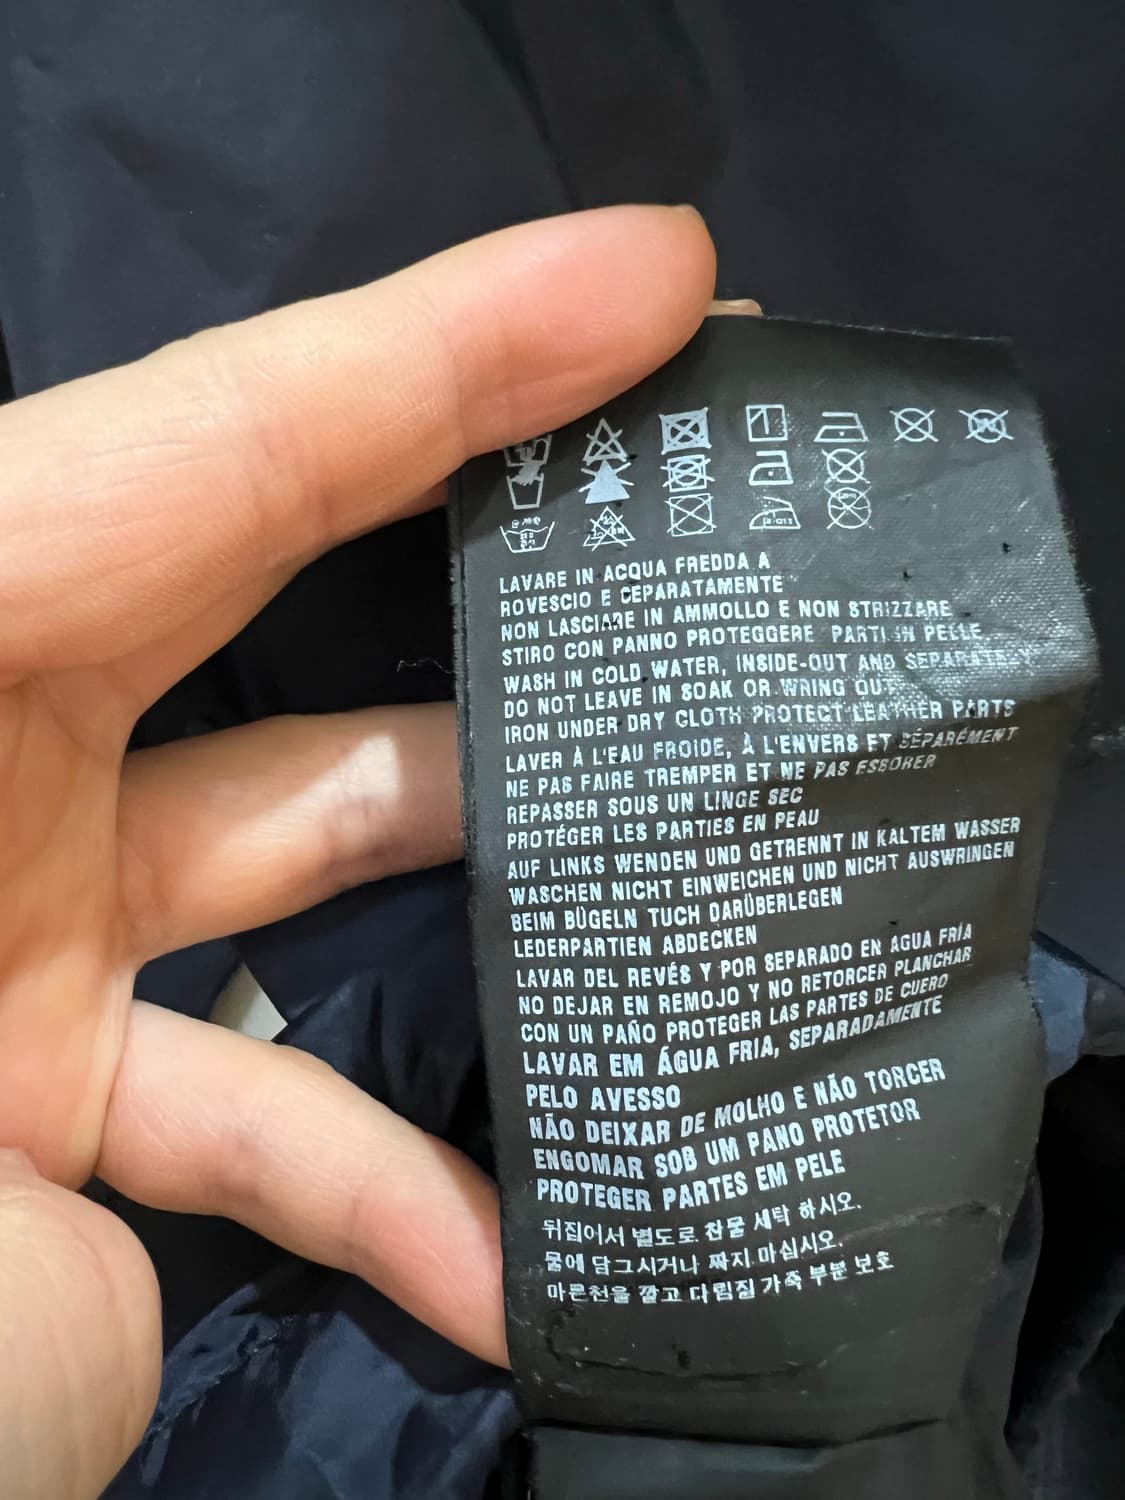 LAVARE IN ACQUA FREDDA A
ROVESCIO E CEPARATAMENTE
NON LASCIARE IN AMMOLLO E NON STRIZZARE
STIRO CON PANNO PROTEGGERE PARTI IN PELLE
WASH IN COLD WATER, INSIDE-OUT AND SEPARATELY
DO NOT LEAVE IN SOAK OR WRING OUT
IRON UNDER DRY CLOTH PROTECT LEATHER PARTS
LAVER À L'EAU FROIDE, À L'ENVERS ET SÉPARÉMENT
NE PAS FAIRE TREMPER ET NE PAS ESSORER
REPASSER SOUS UN LINGE SEC
PROTÉGER LES PARTIES EN PEAU
AUF LINKS WENDEN UND GETRENNT IN KALTEM WASSER
WASCHEN NICHT EINWEICHEN UND NICHT AUSWRINGEN
BEIM BÜGELN TUCH DARÜBERLEGEN
LEDERPARTIEN ABDECKEN
LAVAR DEL REVÉS Y POR SEPARADO EN AGUA FRÍA
NO DEJAR EN REMOJO Y NO RETORCER PLANCHAR
CON UN PAÑO PROTEGER LAS PARTES DE CUERO
LAVAR EM ÁGUA FRIA, SEPARADAMENTE
PELO AVESSO
NÃO DEIXAR DE MOLHO E NÃO TORCER
ENGOMAR SOB UM PANO PROTETOR
PROTEGER PARTES EM PELE
뒤집어서 별도로 찬물 세탁 하시오.
물에 담그시거나 짜지 마십시오.
마른천을 깔고 다림질 가죽 부분 보호